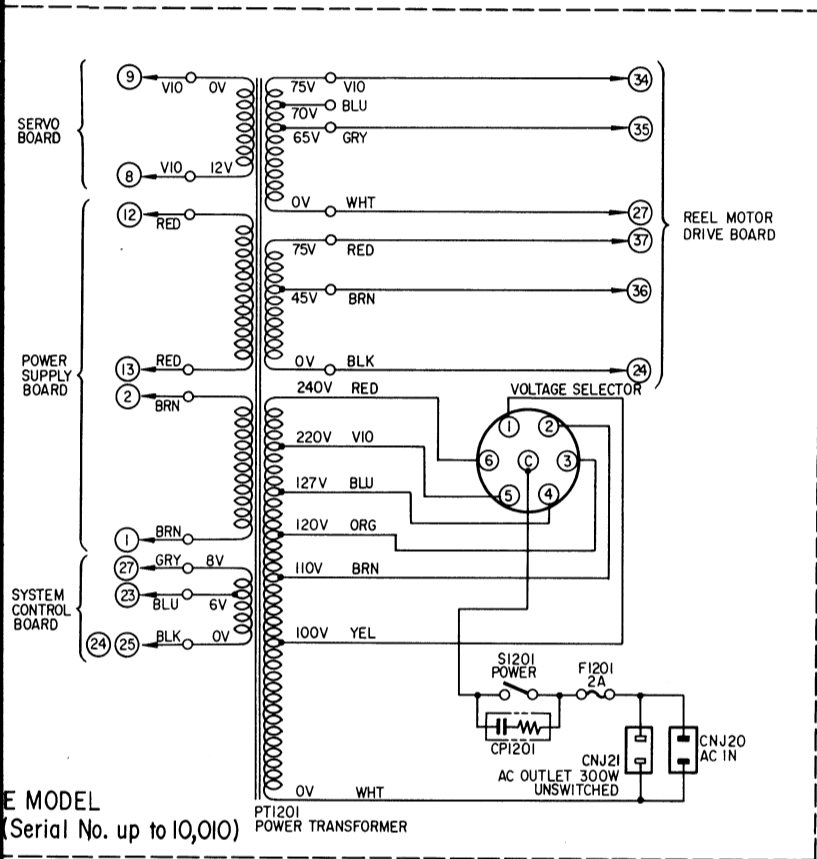 9 VIO 0V 75V VIO 34
70V BLU
SERVO BOARD
65V GRY 35
8 VIO 12V
12 RED 0V WHT 27
REEL MOTOR DRIVE BOARD
75V RED 37
45V BRN 36
POWER SUPPLY BOARD
13 RED 0V BLK 24
2 BRN 240V RED VOLTAGE SELECTOR
1 2
220V VIO 6 C 3
127V BLU 5 4
120V ORG
1 BRN
27 GRY 8V 110V BRN
SYSTEM CONTROL BOARD
23 BLU 6V
24 25 BLK 0V 100V YEL
S1201 POWER
F1201 2A
CP1201
CNJ21
AC OUTLET 300W
UNSWITCHED
CNJ20
AC IN
0V WHT
E MODEL
(Serial No. up to 10,010)
PT1201
POWER TRANSFORMER